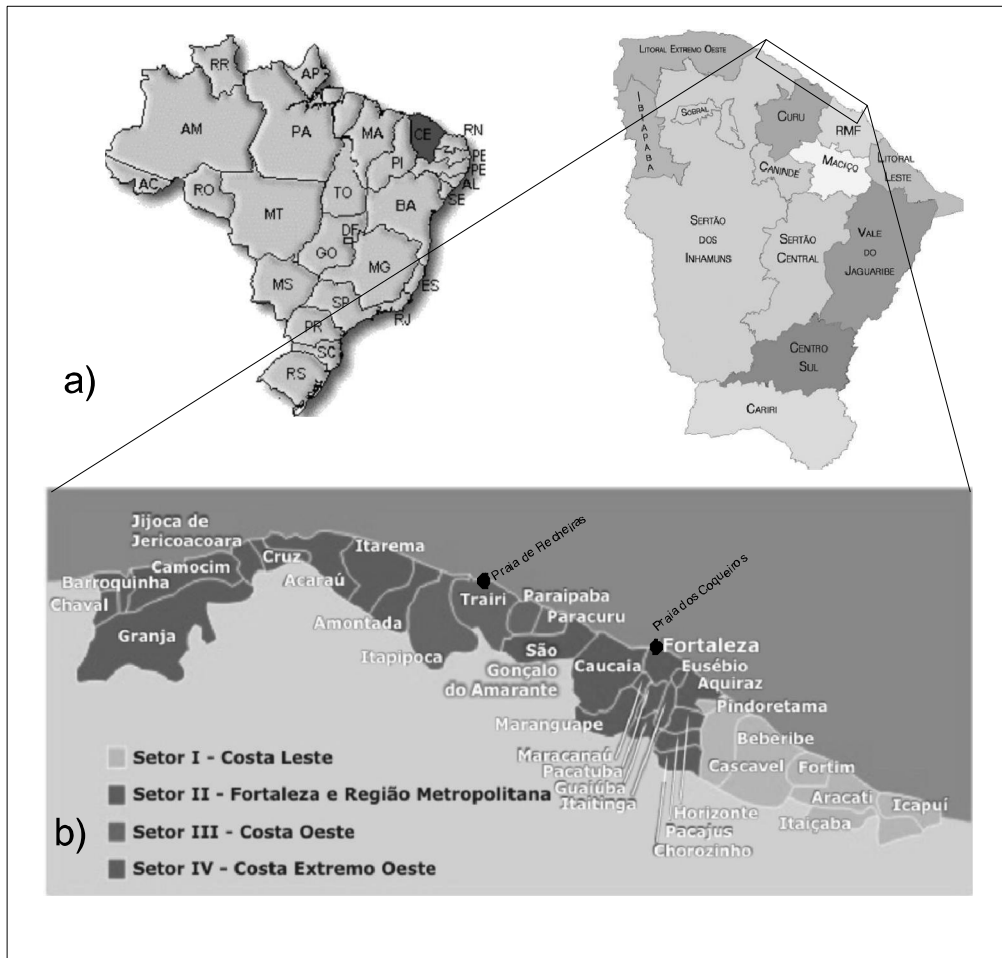 RR
AP
AM
PA
MA
CE
RN
PI
PE
PE
AC
RO
TO
AL
SE
MT
BA
DF
GO
MG
MS
ES
SP
RJ
PR
SC
RS
a)
LITORAL EXTREMO OESTE
IBIAPABA
SOBRAL
CURU
RMF
CANINDE
MACIÇO
LITORAL
LESTE
SERTÃO
DOS
INHAMUNS
SERTÃO
CENTRAL
VALE
DO
JAGUARIBE
CENTRO
SUL
CARIRI
Jijoca de
Jericoacoara
Cruz
Itarema
Praia de Flecheiras
Praia dos Coqueiros
Barroquinha
Camocim
Acaraú
Chaval
Trairi
Paraipaba
Paracuru
Granja
Amontada
Itapipoca
São
Gonçalo
do Amarante
Caucaia
Fortaleza
Eusébio
Aquiraz
Pindoretama
Maranguape
Beberibe
Maracanaú
Pacatuba
Guaiúba
Itaitinga
Cascavel
Fortim
Horizonte
Aracati
Icapuí
Pacajus
Itaiçaba
Chorozinho
Setor I - Costa Leste
Setor II - Fortaleza e Região Metropolitana
Setor III - Costa Oeste
Setor IV - Costa Extremo Oeste
b)